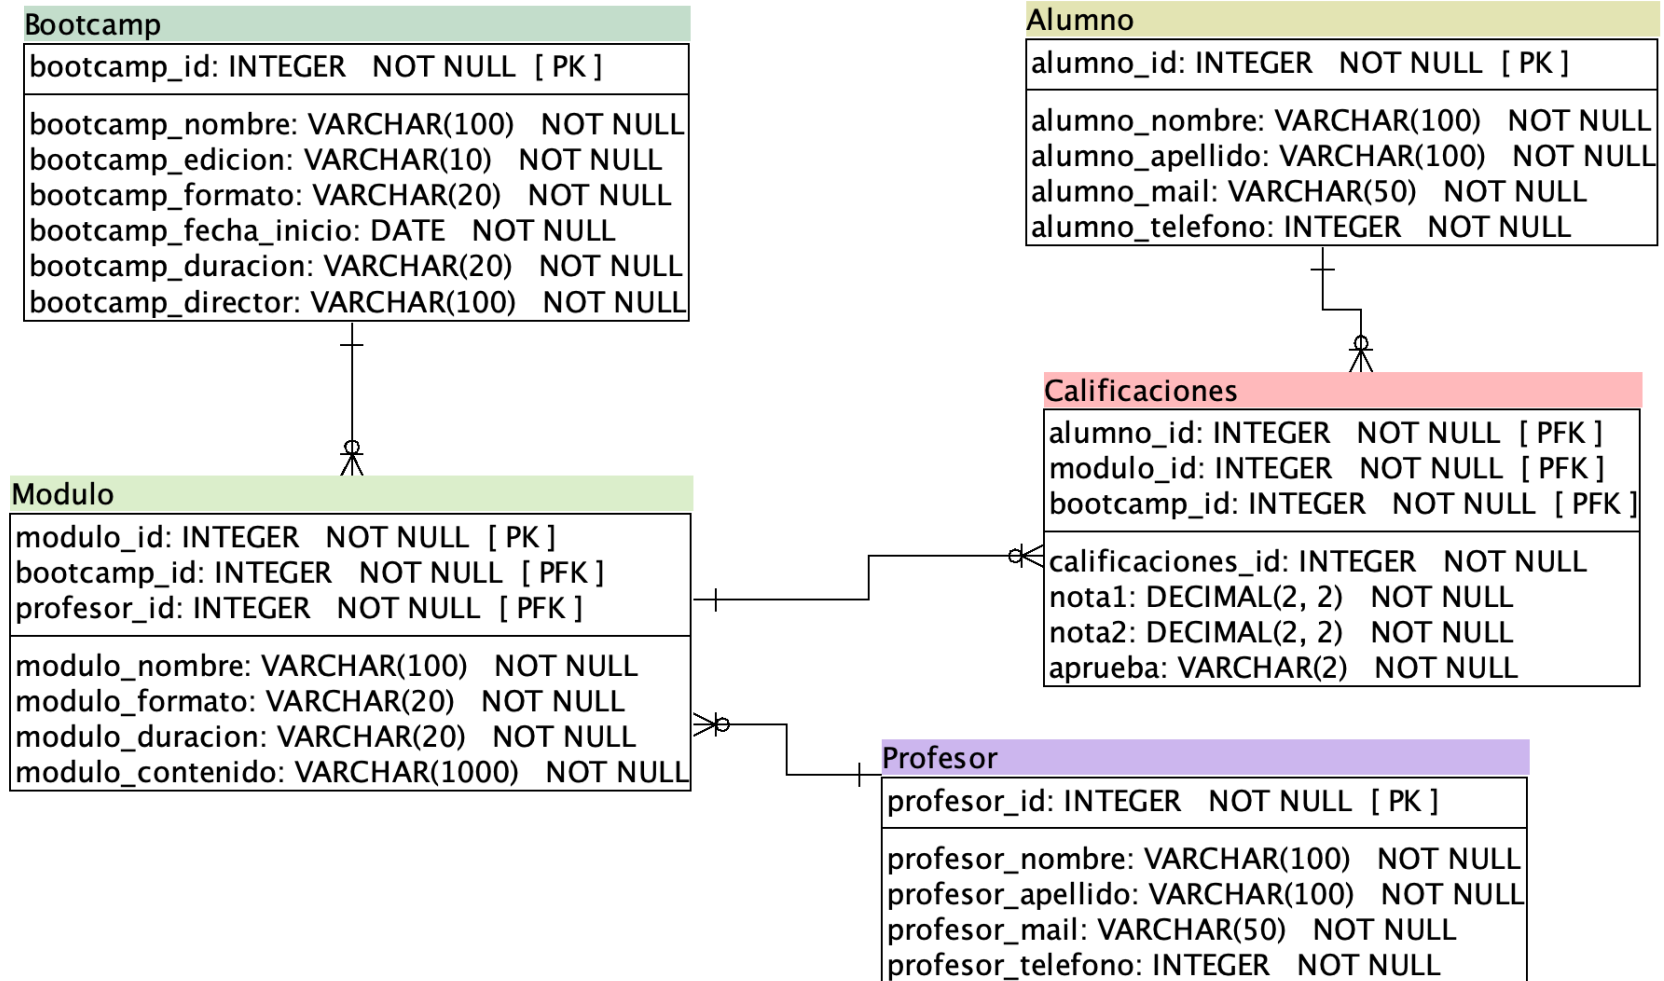 Bootcamp
bootcamp_id: INTEGER NOT NULL [ PK ]
bootcamp_nombre: VARCHAR(100) NOT NULL
bootcamp_edicion: VARCHAR(10) NOT NULL
bootcamp_formato: VARCHAR(20) NOT NULL
bootcamp_fecha_inicio: DATE NOT NULL
bootcamp_duracion: VARCHAR(20) NOT NULL
bootcamp_director: VARCHAR(100) NOT NULL
Alumno
alumno_id: INTEGER NOT NULL [ PK ]
alumno_nombre: VARCHAR(100) NOT NULL
alumno_apellido: VARCHAR(100) NOT NULL
alumno_mail: VARCHAR(50) NOT NULL
alumno_telefono: INTEGER NOT NULL
Calificaciones
alumno_id: INTEGER NOT NULL [ PFK ]
modulo_id: INTEGER NOT NULL [ PFK ]
bootcamp_id: INTEGER NOT NULL [ PFK ]
calificaciones_id: INTEGER NOT NULL
nota1: DECIMAL(2, 2) NOT NULL
nota2: DECIMAL(2, 2) NOT NULL
aprueba: VARCHAR(2) NOT NULL
Modulo
modulo_id: INTEGER NOT NULL [ PK ]
bootcamp_id: INTEGER NOT NULL [ PFK ]
profesor_id: INTEGER NOT NULL [ PFK ]
modulo_nombre: VARCHAR(100) NOT NULL
modulo_formato: VARCHAR(20) NOT NULL
modulo_duracion: VARCHAR(20) NOT NULL
modulo_contenido: VARCHAR(1000) NOT NULL
Profesor
profesor_id: INTEGER NOT NULL [ PK ]
profesor_nombre: VARCHAR(100) NOT NULL
profesor_apellido: VARCHAR(100) NOT NULL
profesor_mail: VARCHAR(50) NOT NULL
profesor_telefono: INTEGER NOT NULL